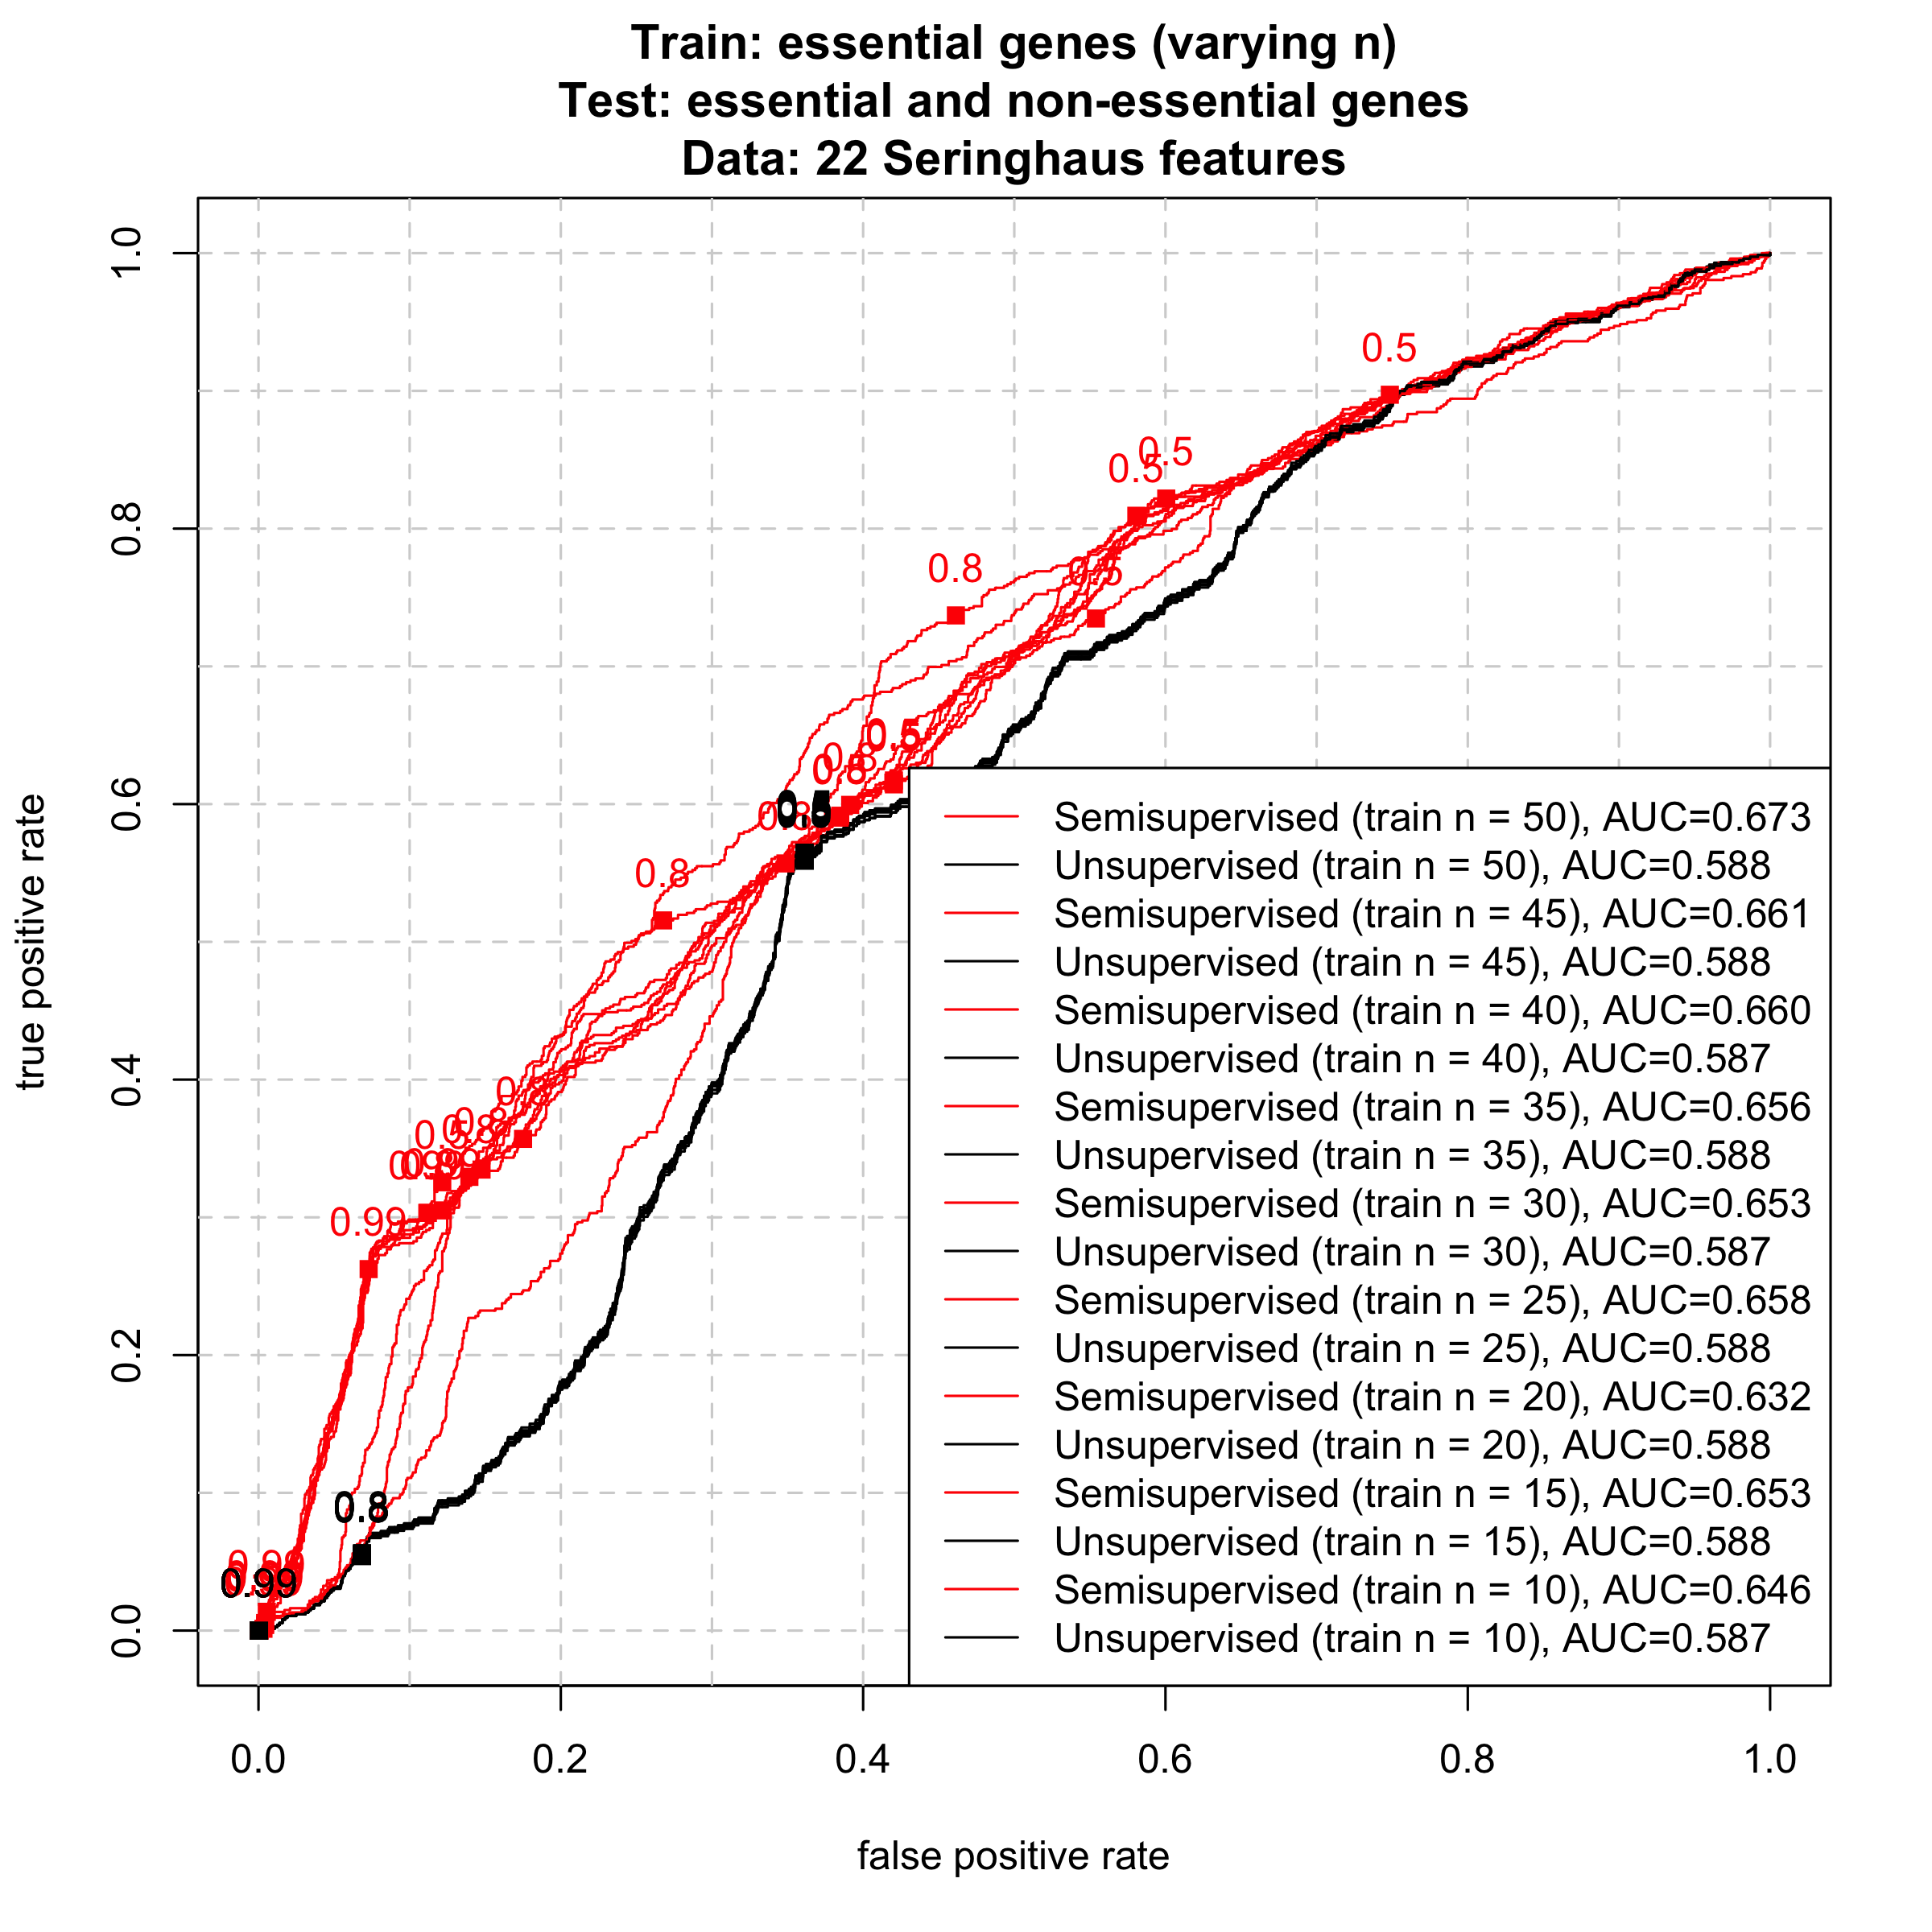 Train: essential genes (varying n)
Test: essential and non-essential genes
Data: 22 Seringhaus features
true positive rate
1.0
0.8
0.6
0.4
0.2
0.0
0.5
0.5
0.5
0.8
0.5
0.8
0.8
0.99
0.8
0.99
Semisupervised (train n = 50), AUC=0.673
Unsupervised (train n = 50), AUC=0.588
Semisupervised (train n = 45), AUC=0.661
Unsupervised (train n = 45), AUC=0.588
Semisupervised (train n = 40), AUC=0.660
Unsupervised (train n = 40), AUC=0.587
Semisupervised (train n = 35), AUC=0.656
Unsupervised (train n = 35), AUC=0.588
Semisupervised (train n = 30), AUC=0.653
Unsupervised (train n = 30), AUC=0.587
Semisupervised (train n = 25), AUC=0.658
Unsupervised (train n = 25), AUC=0.588
Semisupervised (train n = 20), AUC=0.632
Unsupervised (train n = 20), AUC=0.588
Semisupervised (train n = 15), AUC=0.653
Unsupervised (train n = 15), AUC=0.588
Semisupervised (train n = 10), AUC=0.646
Unsupervised (train n = 10), AUC=0.587
0.0 0.2 0.4 0.6 0.8 1.0
false positive rate